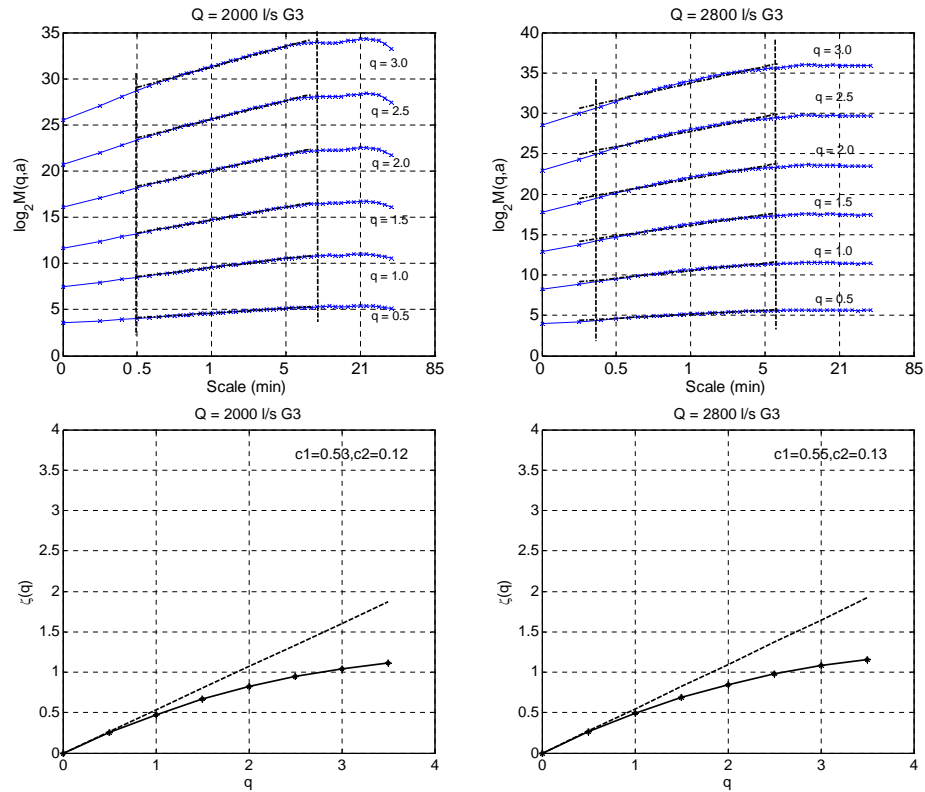 Q = 2000 l/s G3
35
30
25
20
15
10
5
0
log2M(q,a)
q = 3.0
q = 2.5
q = 2.0
q = 1.5
q = 1.0
q = 0.5
0 0.5 1 5 21 85
Scale (min)
Q = 2800 l/s G3
40
35
30
25
20
15
10
5
0
log2M(q,a)
q = 3.0
q = 2.5
q = 2.0
q = 1.5
q = 1.0
q = 0.5
0 0.5 1 5 21 85
Scale (min)
Q = 2000 l/s G3
4
3.5
3
2.5
2
1.5
1
0.5
0
ζ(q)
c1=0.53,c2=0.12
0 1 2 3 4
q
Q = 2800 l/s G3
4
3.5
3
2.5
2
1.5
1
0.5
0
ζ(q)
c1=0.55,c2=0.13
0 1 2 3 4
q